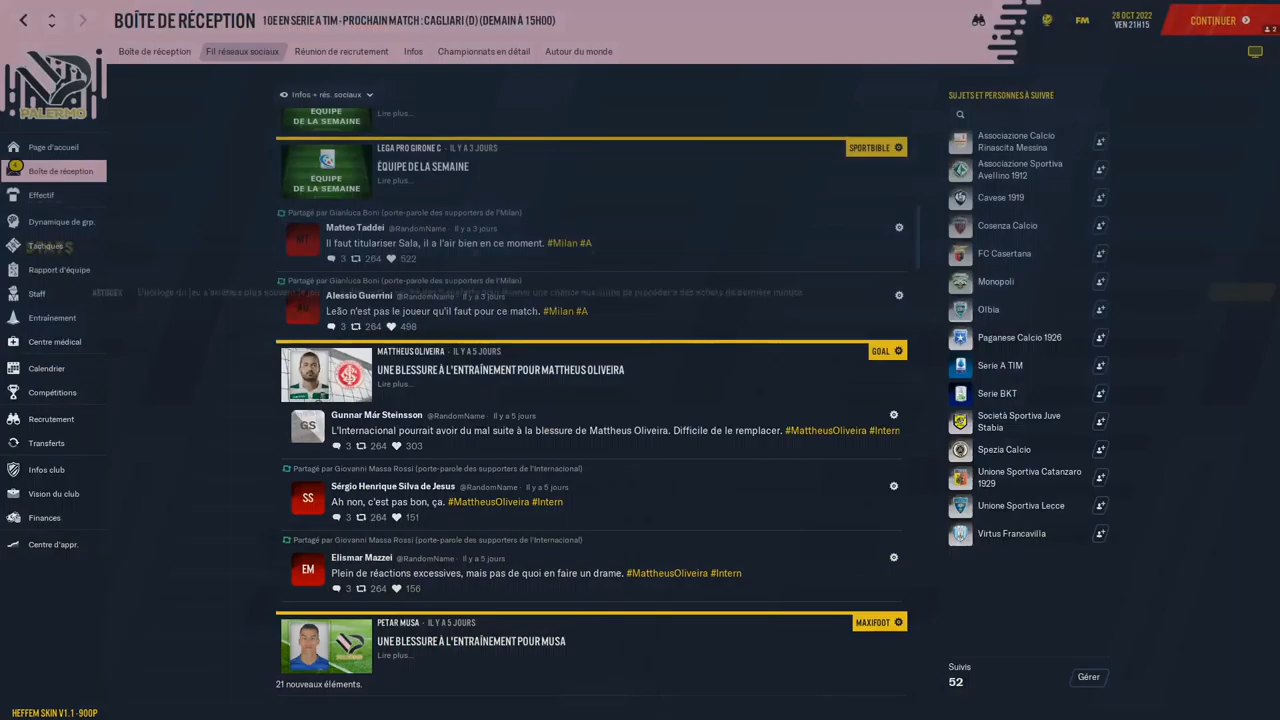 BOÎTE DE RÉCEPTION
10E EN SERIE A TIM - PROCHAIN MATCH : CAGLIARI (D) (DEMAIN À 15H00)
FM
28 OCT 2022
VEN 21H15
CONTINUER
2
Boîte de réception
Fil réseaux sociaux
Réunion de recrutement
Infos
Championnats en détail
Autour du monde
PALERMO
Page d'accueil
4
Boîte de réception
Effectif
Dynamique de grp.
Tactiques
Rapport d'équipe
Staff
Entraînement
Centre médical
Calendrier
Compétitions
Recrutement
Transferts
Infos club
Vision du club
Finances
Centre d'appr.
HEFFEM SKIN V1.1 -900P
Infos + rés. sociaux
ÉQUIPE
DE LA SEMAINE
Lire plus...
LEGA PRO GIRONE C - IL Y A 3 JOURS
SPORTBIBLE
ÉQUIPE DE LA SEMAINE
ÉQUIPE
DE LA SEMAINE
Lire plus...
Partagé par Gianluca Boni (porte-parole des supporters de l'Milan)
MT
Matteo Taddei @RandomName · Il y a 3 jours
Il faut titulariser Sala, il a l'air bien en ce moment. #Milan #A
3 264 522
Partagé par Gianluca Boni (porte-parole des supporters de l'Milan)
AG
Alessio Guerrini @RandomName · Il y a 3 jours
Leão n'est pas le joueur qu'il faut pour ce match. #Milan #A
3 264 498
MATTHEUS OLIVEIRA - IL Y A 5 JOURS
GOAL
UNE BLESSURE À L'ENTRAÎNEMENT POUR MATTHEUS OLIVEIRA
Lire plus...
GS
Gunnar Már Steinsson @RandomName · Il y a 5 jours
L'Internacional pourrait avoir du mal suite à la blessure de Mattheus Oliveira. Difficile de le remplacer. #MattheusOliveira #Intern
3 264 303
Partagé par Giovanni Massa Rossi (porte-parole des supporters de l'Internacional)
SS
Sérgio Henrique Silva de Jesus @RandomName · Il y a 5 jours
Ah non, c'est pas bon, ça. #MattheusOliveira #Intern
3 264 151
Partagé par Giovanni Massa Rossi (porte-parole des supporters de l'Internacional)
EM
Elismar Mazzei @RandomName · Il y a 5 jours
Plein de réactions excessives, mais pas de quoi en faire un drame. #MattheusOliveira #Intern
3 264 156
PETAR MUSA - IL Y A 5 JOURS
MAXIFOOT
UNE BLESSURE À L'ENTRAÎNEMENT POUR MUSA
Lire plus...
21 nouveaux éléments.
SUJETS ET PERSONNES À SUIVRE
Associazione Calcio
Rinascita Messina
Associazione Sportiva
Avellino 1912
Cavese 1919
Cosenza Calcio
FC Casertana
Monopoli
Olbia
Paganese Calcio 1926
Serie A TIM
Serie BKT
Società Sportiva Juve
Stabia
Spezia Calcio
Unione Sportiva Catanzaro
1929
Unione Sportiva Lecce
Virtus Francavilla
Suivis
52
Gérer